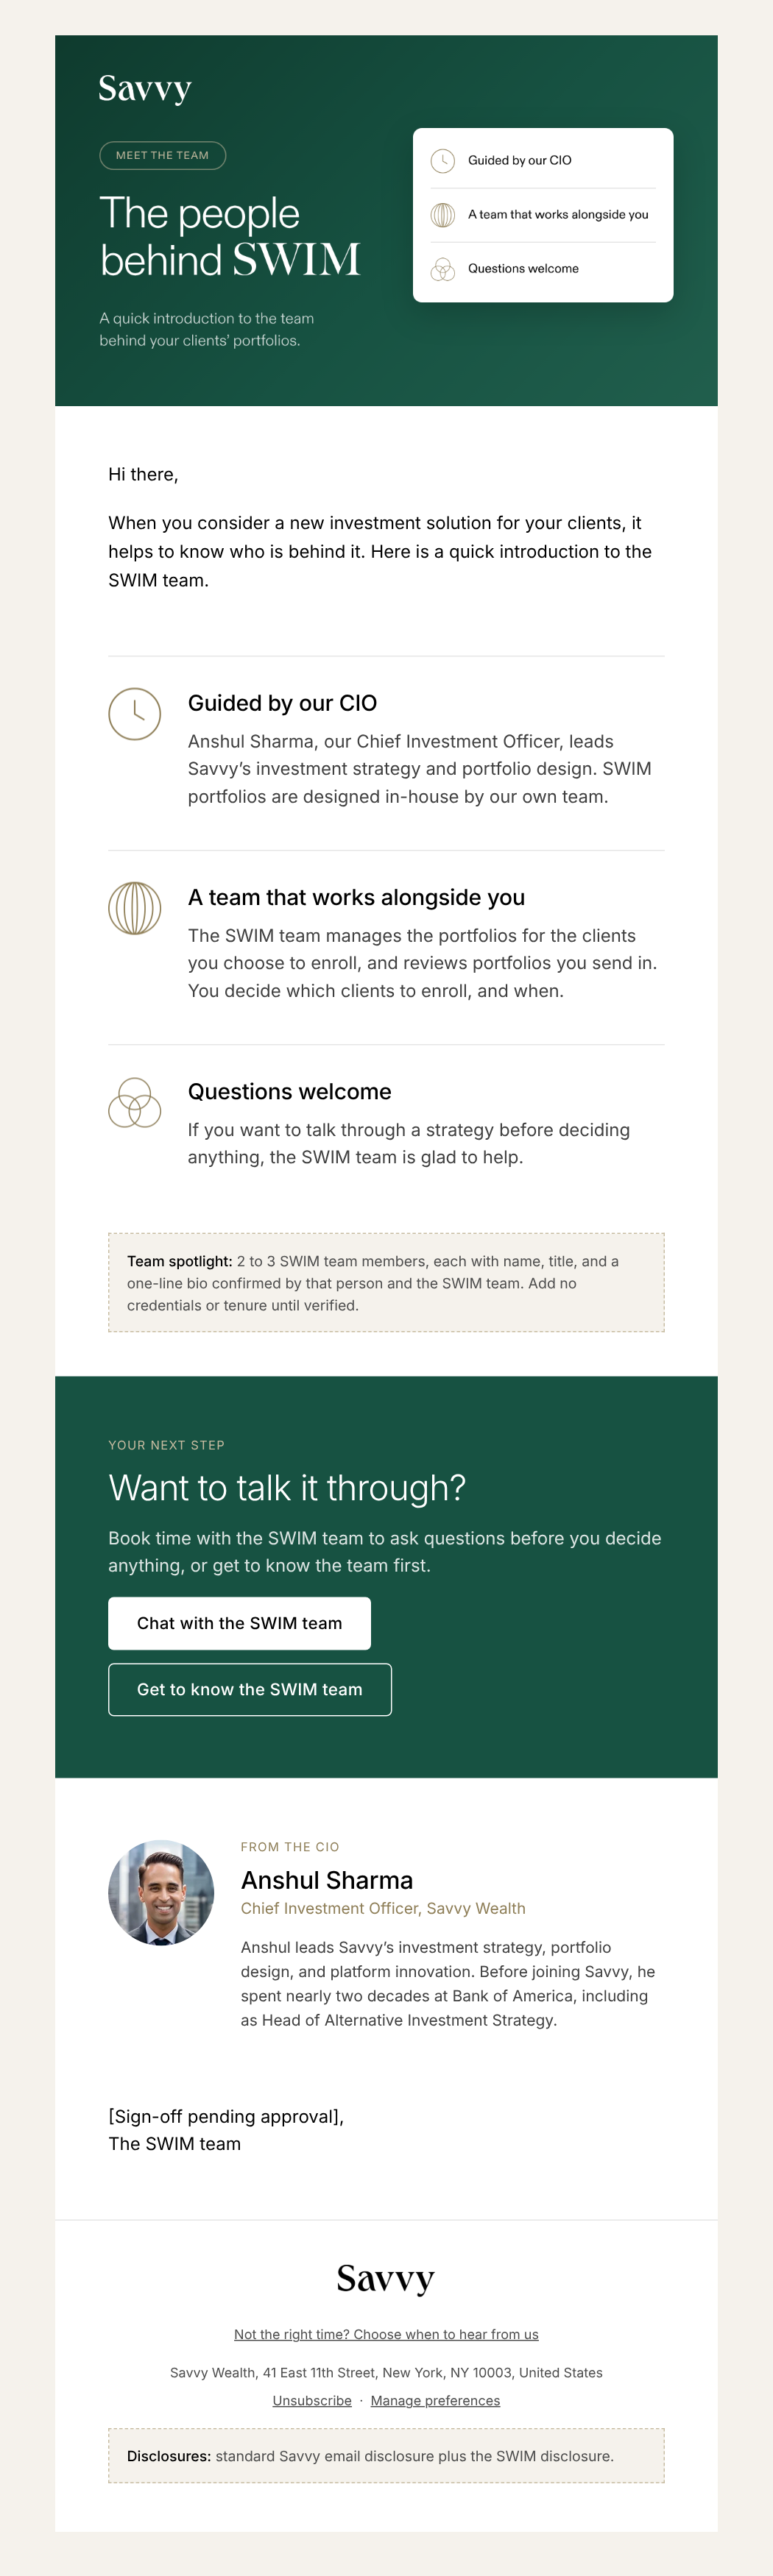 Savvy
MEET THE TEAM
The people
behind SWIM
A quick introduction to the team
behind your clients’ portfolios.
Guided by our CIO
A team that works alongside you
Questions welcome
Hi there,
When you consider a new investment solution for your clients, it
helps to know who is behind it. Here is a quick introduction to the
SWIM team.
Guided by our CIO
Anshul Sharma, our Chief Investment Officer, leads
Savvy’s investment strategy and portfolio design. SWIM
portfolios are designed in-house by our own team.
A team that works alongside you
The SWIM team manages the portfolios for the clients
you choose to enroll, and reviews portfolios you send in.
You decide which clients to enroll, and when.
Questions welcome
If you want to talk through a strategy before deciding
anything, the SWIM team is glad to help.
Team spotlight: 2 to 3 SWIM team members, each with name, title, and a
one-line bio confirmed by that person and the SWIM team. Add no
credentials or tenure until verified.
YOUR NEXT STEP
Want to talk it through?
Book time with the SWIM team to ask questions before you decide
anything, or get to know the team first.
Chat with the SWIM team
Get to know the SWIM team
FROM THE CIO
Anshul Sharma
Chief Investment Officer, Savvy Wealth
Anshul leads Savvy’s investment strategy, portfolio
design, and platform innovation. Before joining Savvy, he
spent nearly two decades at Bank of America, including
as Head of Alternative Investment Strategy.
[Sign-off pending approval],
The SWIM team
Savvy
Not the right time? Choose when to hear from us
Savvy Wealth, 41 East 11th Street, New York, NY 10003, United States
Unsubscribe · Manage preferences
Disclosures: standard Savvy email disclosure plus the SWIM disclosure.